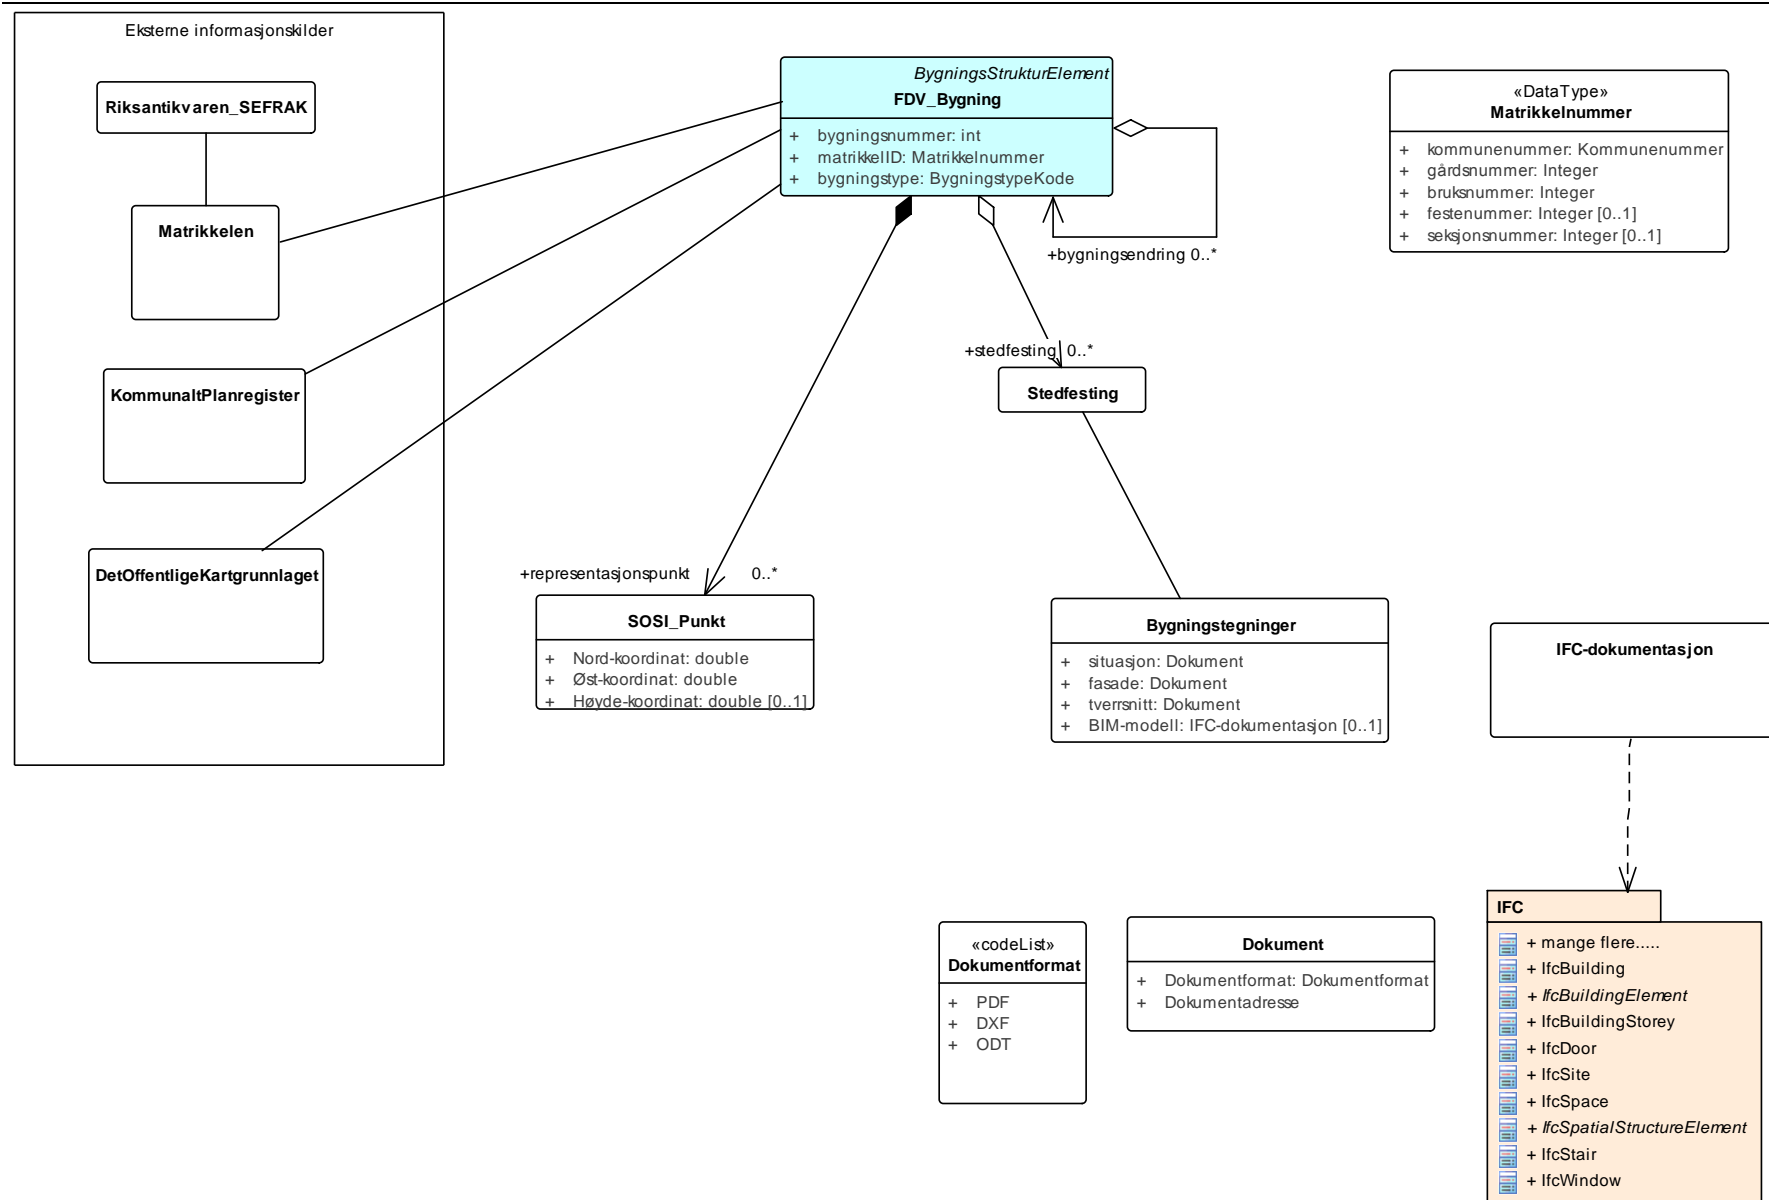 Eksterne informasjonskilder
Riksantikvaren_SEFRAK
Matrikkelen
KommunaltPlanregister
DetOffentligeKartgrunnlaget
BygningsStrukturElement
FDV_Bygning
+ bygningsnummer: int
+ matrikkelID: Matrikkelnummer
+ bygningstype: BygningstypeKode
+bygningsendring 0..*
«DataType»
Matrikkelnummer
+ kommunenummer: Kommunenummer
+ gårdsnummer: Integer
+ bruksnummer: Integer
+ festenummer: Integer [0..1]
+ seksjonsnummer: Integer [0..1]
+stedfesting 0..*
Stedfesting
+representasjonspunkt 0..*
SOSI_Punkt
+ Nord-koordinat: double
+ Øst-koordinat: double
+ Høyde-koordinat: double [0..1]
Bygningstegninger
+ situasjon: Dokument
+ fasade: Dokument
+ tverrsnitt: Dokument
+ BIM-modell: IFC-dokumentasjon [0..1]
IFC-dokumentasjon
«codeList»
Dokumentformat
+ PDF
+ DXF
+ ODT
Dokument
+ Dokumentformat: Dokumentformat
+ Dokumentadresse
IFC
+ mange flere.....
+ IfcBuilding
+ IfcBuildingElement
+ IfcBuildingStorey
+ IfcDoor
+ IfcSite
+ IfcSpace
+ IfcSpatialStructureElement
+ IfcStair
+ IfcWindow